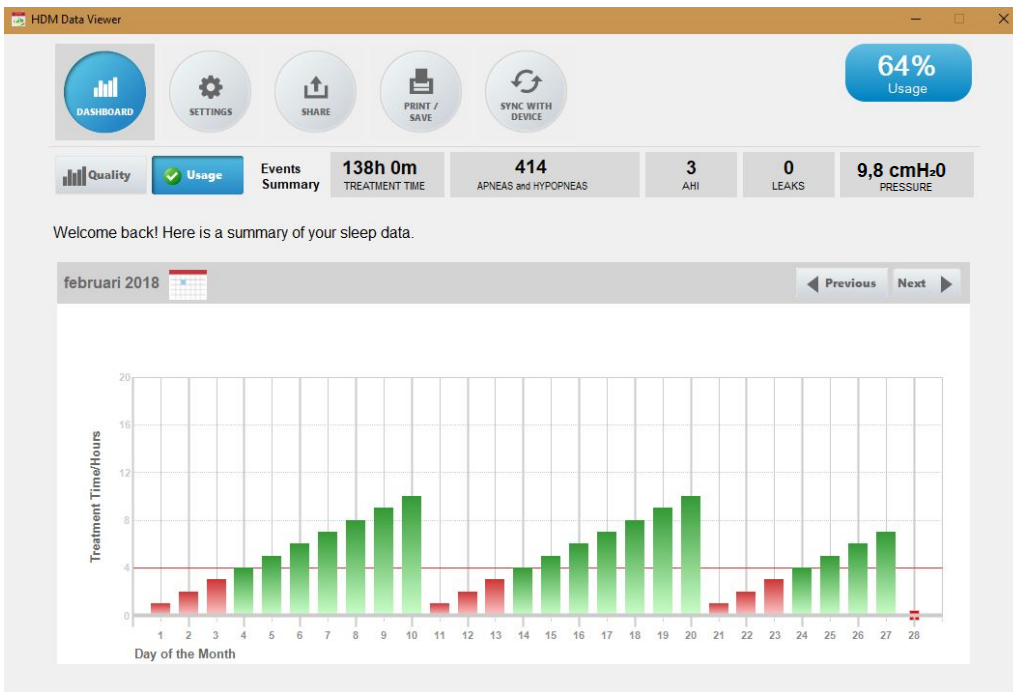 HDM Data Viewer
DASHBOARD
SETTINGS
SHARE
PRINT /
SAVE
SYNC WITH
DEVICE
64%
Usage
Quality
Usage
Events
Summary
138h 0m
TREATMENT TIME
414
APNEAS and HYPOPNEAS
3
AHI
0
LEAKS
9,8 cmH₂0
PRESSURE
Welcome back! Here is a summary of your sleep data.
februari 2018
Previous
Next
Treatment Time/Hours
20
16
12
8
4
0
1 2 3 4 5 6 7 8 9 10 11 12 13 14 15 16 17 18 19 20 21 22 23 24 25 26 27 28
Day of the Month